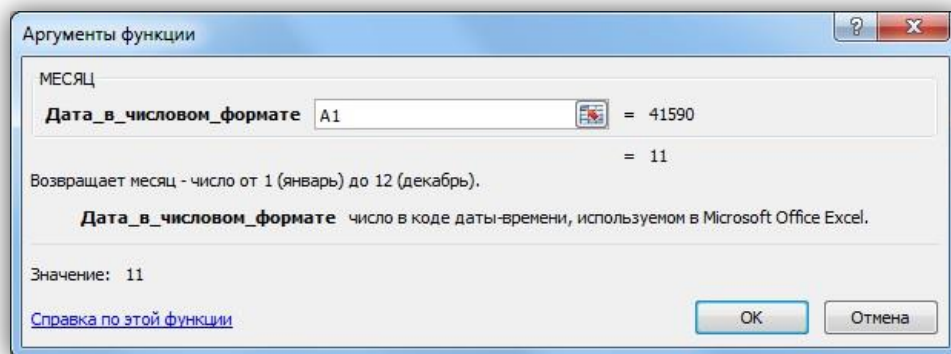 Аргументы функции
МЕСЯЦ
Дата_в_числовом_формате A1 = 41590
= 11
Возвращает месяц - число от 1 (январь) до 12 (декабрь).
Дата_в_числовом_формате число в коде даты-времени, используемом в Microsoft Office Excel.
Значение: 11
Справка по этой функции
ОК
Отмена